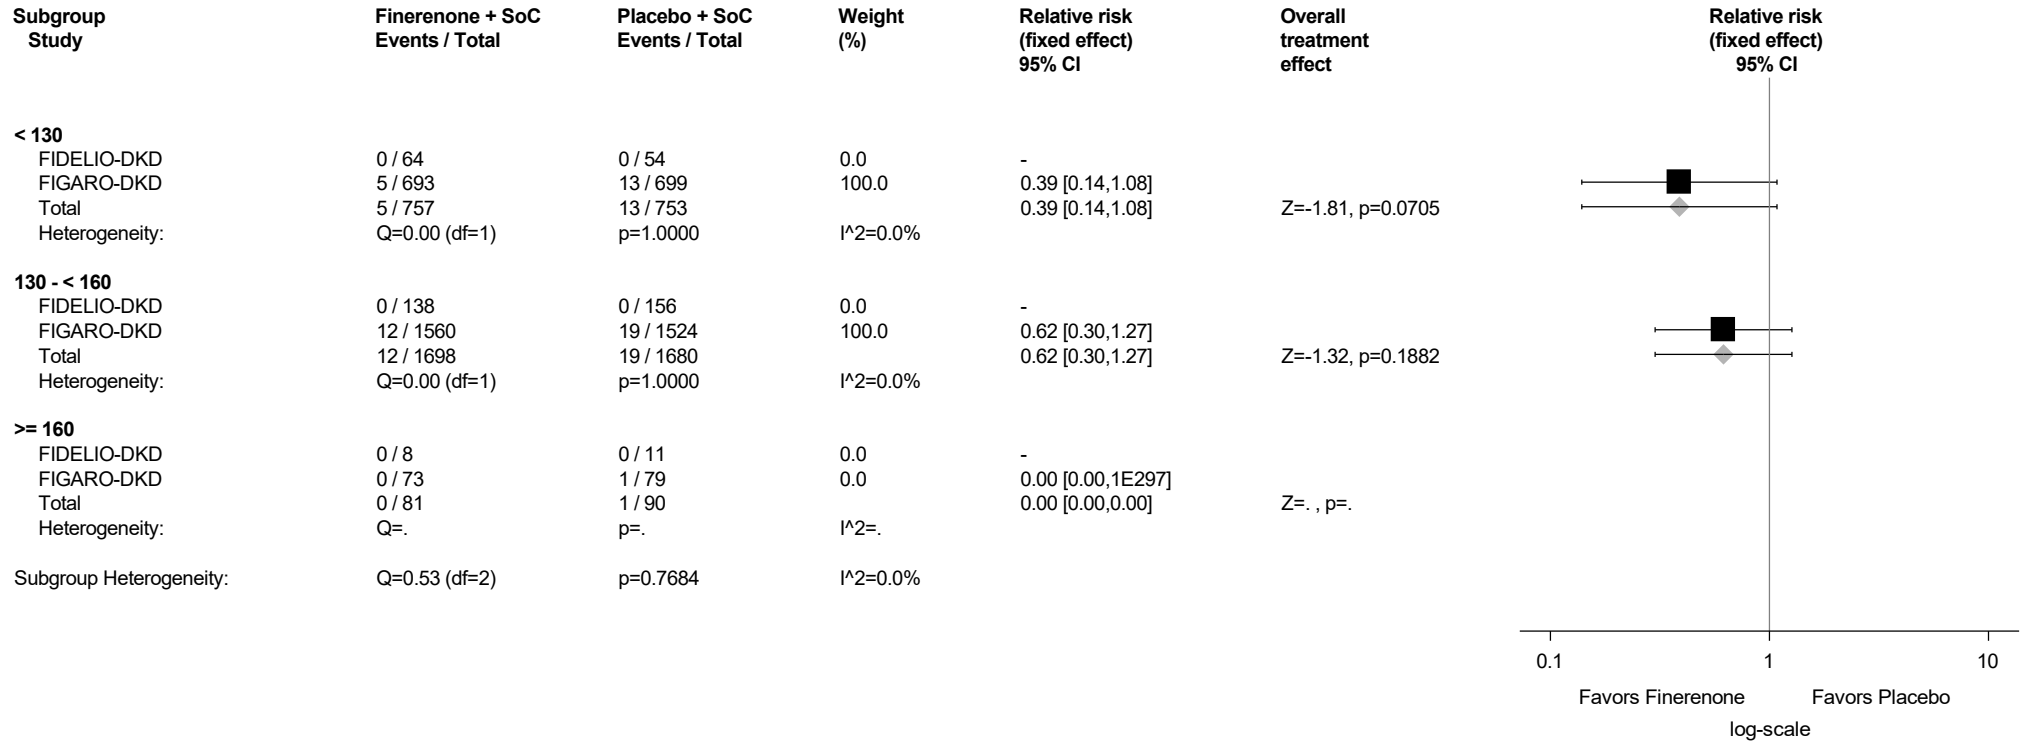 Subgroup Finerenone + SoC Placebo + SoC Weight Relative risk Overall Relative risk
Study Events / Total Events / Total (%) (fixed effect) treatment (fixed effect)
95% CI effect 95% CI
< 130
FIDELIO-DKD 0 / 64 0 / 54 0.0 -
FIGARO-DKD 5 / 693 13 / 699 100.0 0.39 [0.14,1.08]
Total 5 / 757 13 / 753 0.39 [0.14,1.08] Z=-1.81, p=0.0705
Heterogeneity: Q=0.00 (df=1) p=1.0000 I^2=0.0%
130 - < 160
FIDELIO-DKD 0 / 138 0 / 156 0.0 -
FIGARO-DKD 12 / 1560 19 / 1524 100.0 0.62 [0.30,1.27]
Total 12 / 1698 19 / 1680 0.62 [0.30,1.27] Z=-1.32, p=0.1882
Heterogeneity: Q=0.00 (df=1) p=1.0000 I^2=0.0%
>= 160
FIDELIO-DKD 0 / 8 0 / 11 0.0 -
FIGARO-DKD 0 / 73 1 / 79 0.0 0.00 [0.00,1E297]
Total 0 / 81 1 / 90 0.00 [0.00,0.00] Z=. , p=.
Heterogeneity: Q=. p=. I^2=.
Subgroup Heterogeneity: Q=0.53 (df=2) p=0.7684 I^2=0.0%
0.1 1 10
Favors Finerenone Favors Placebo
log-scale